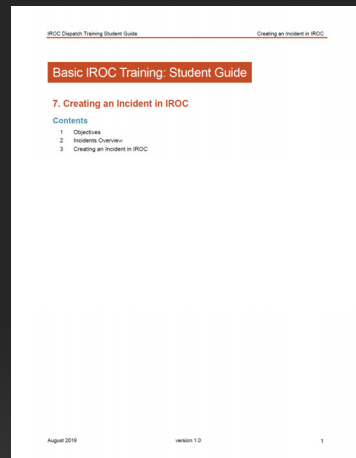 IROC Dispatch Training Student Guide Creating an Incident in IROC
Basic IROC Training: Student Guide
7. Creating an Incident in IROC
Contents
1 Objectives
2 Incidents Overview
3 Creating an Incident in IROC
August 2019 version 1.0 1